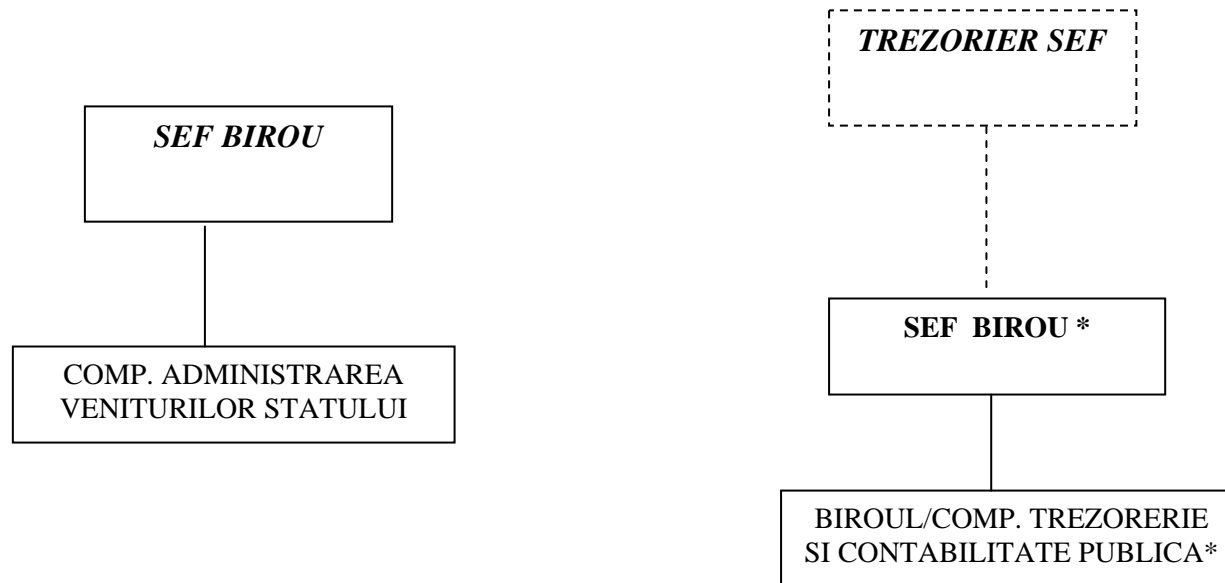 SEF BIROU
COMP. ADMINISTRAREA
VENITURILOR STATULUI
TREZORIER SEF
SEF BIROU *
BIROUL/COMP. TREZORERIE
SI CONTABILITATE PUBLICA*